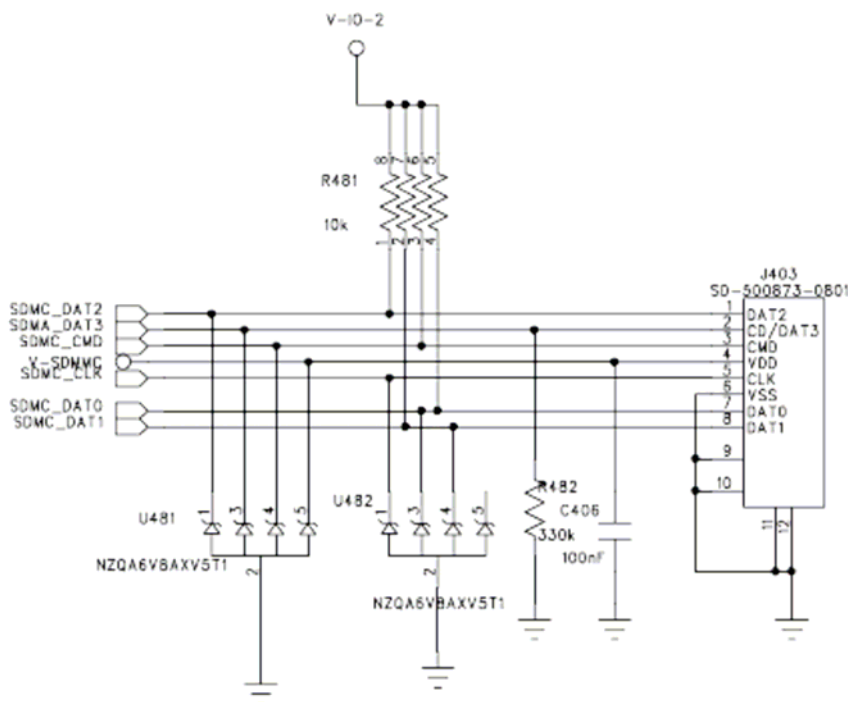 V-IO-2
8 7 6 5
R481
10k
1 2 3 4
J403
SD-500873-0801
SDMC_DAT2
SDMA_DAT3
SDMC_CMD
V-SDMMC
SDMC_CLK
SDMC_DAT0
SDMC_DAT1
1 DAT2
2 CD/DAT3
3 CMD
4 VDD
5 CLK
6 VSS
7 DAT0
8 DAT1
9
10
11 12
U481
1 3 4 5
2
NZQA6V8AXV5T1
U482
1 3 4 5
2
NZQA6V8AXV5T1
R482
330k
C406
100nF